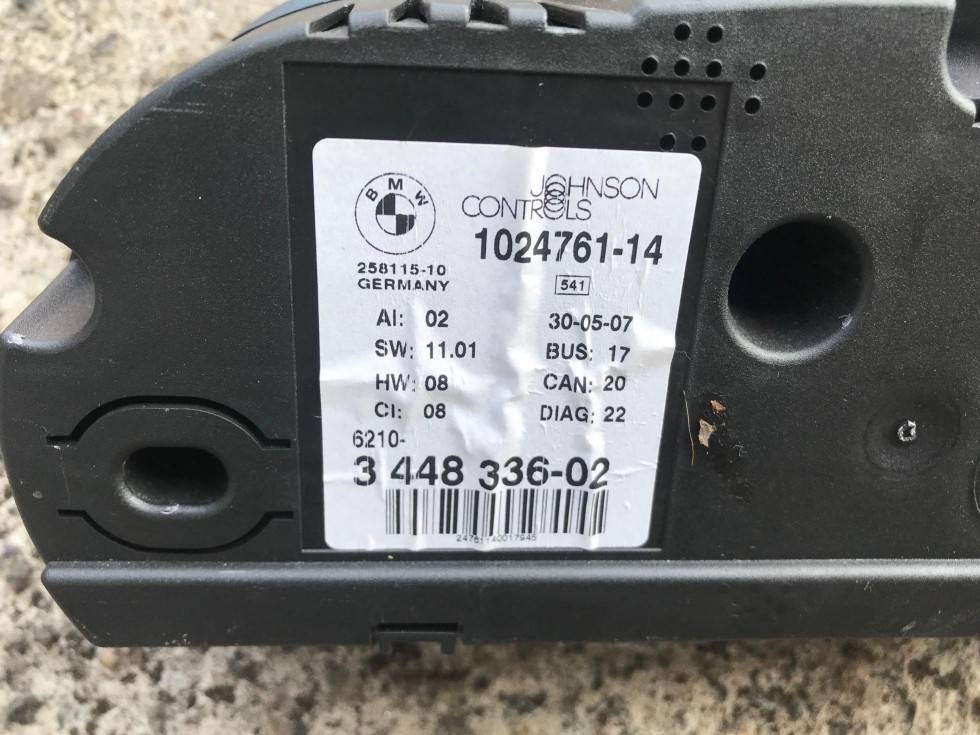 BMW
JOHNSON
CONTROLS
1024761-14
258115-10
GERMANY
541
AI: 02 30-05-07
SW: 11.01 BUS: 17
HW: 08 CAN: 20
CI: 08 DIAG: 22
6210-
3 448 336-02